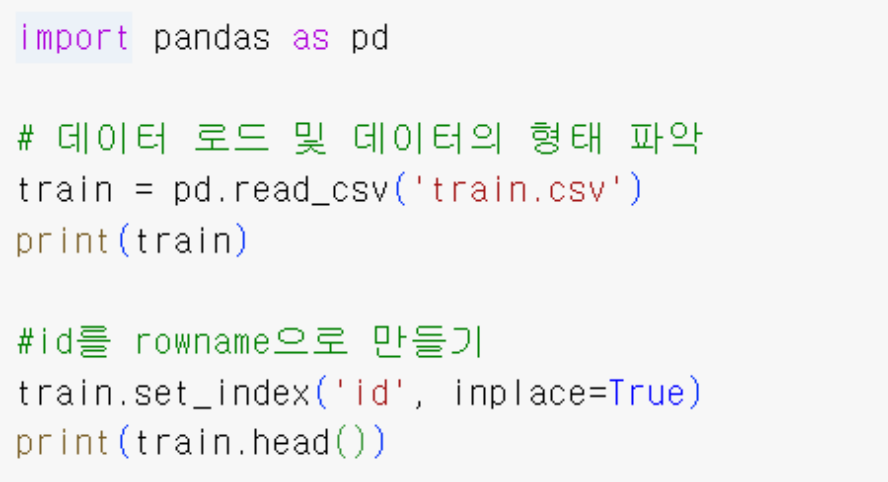 import pandas as pd
# 데이터 로드 및 데이터의 형태 파악
train = pd.read_csv('train.csv')
print(train)
#id를 rowname으로 만들기
train.set_index('id', inplace=True)
print(train.head())